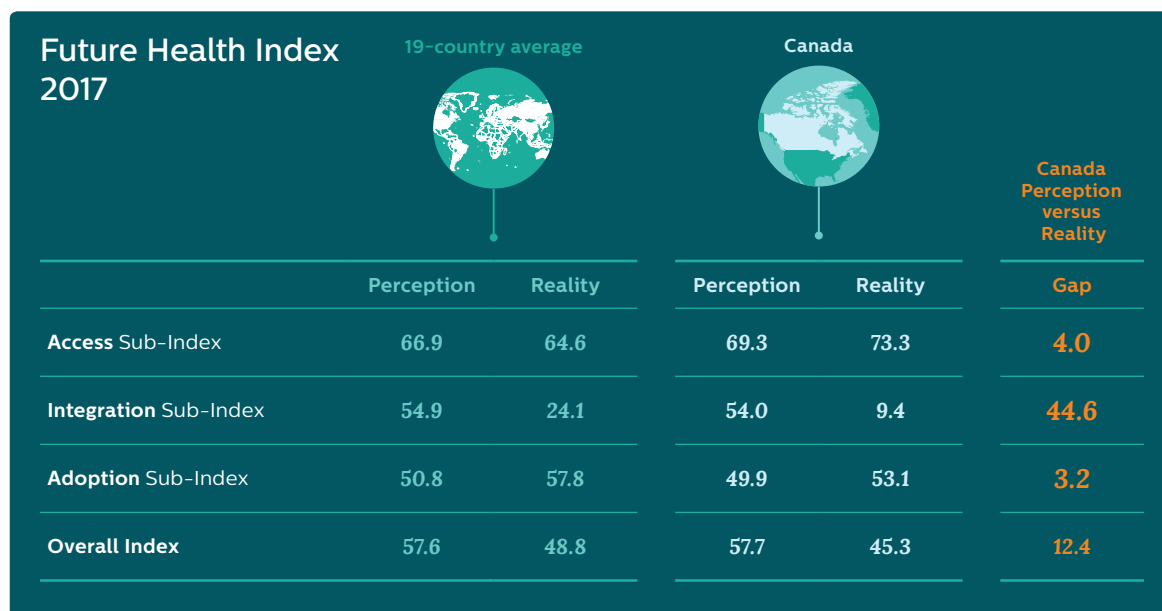 Future Health Index
2017
19-country average
Canada
Canada
Perception
versus
Reality
Perception Reality Perception Reality Gap
Access Sub-Index 66.9 64.6 69.3 73.3 4.0
Integration Sub-Index 54.9 24.1 54.0 9.4 44.6
Adoption Sub-Index 50.8 57.8 49.9 53.1 3.2
Overall Index 57.6 48.8 57.7 45.3 12.4